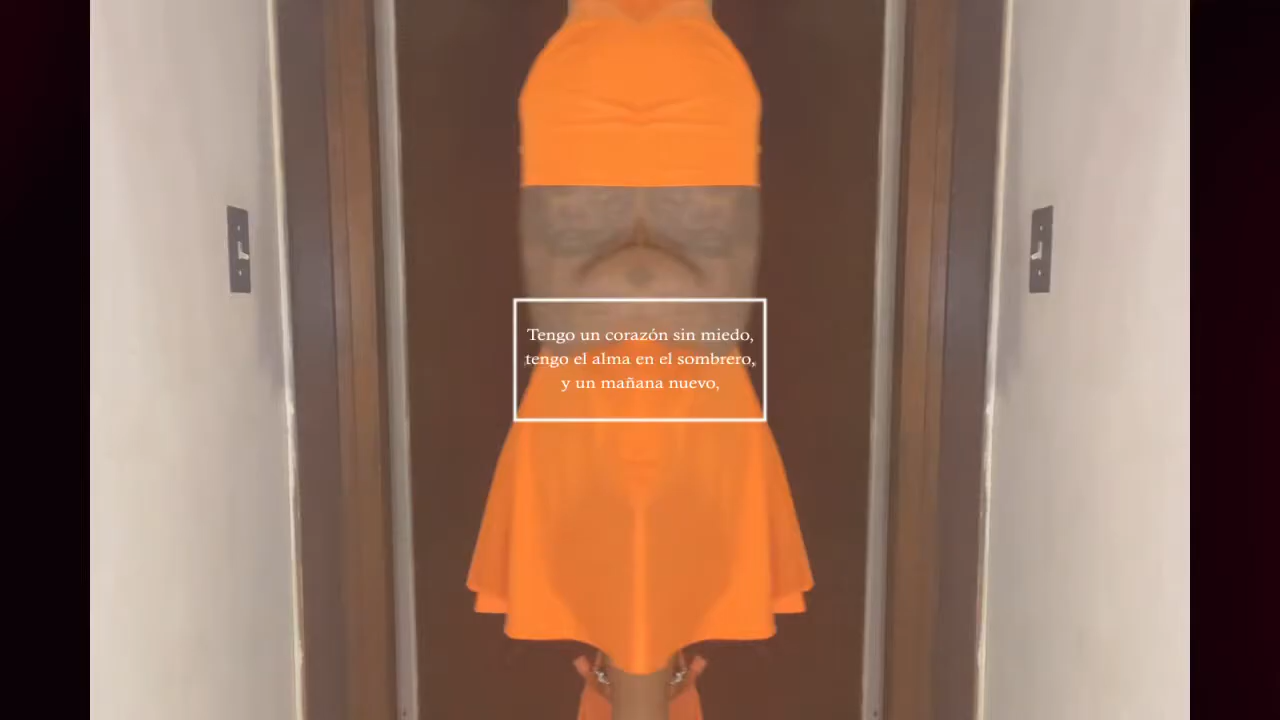 Tengo un corazón sin miedo,
tengo el alma en el sombrero,
y un mañana nuevo,